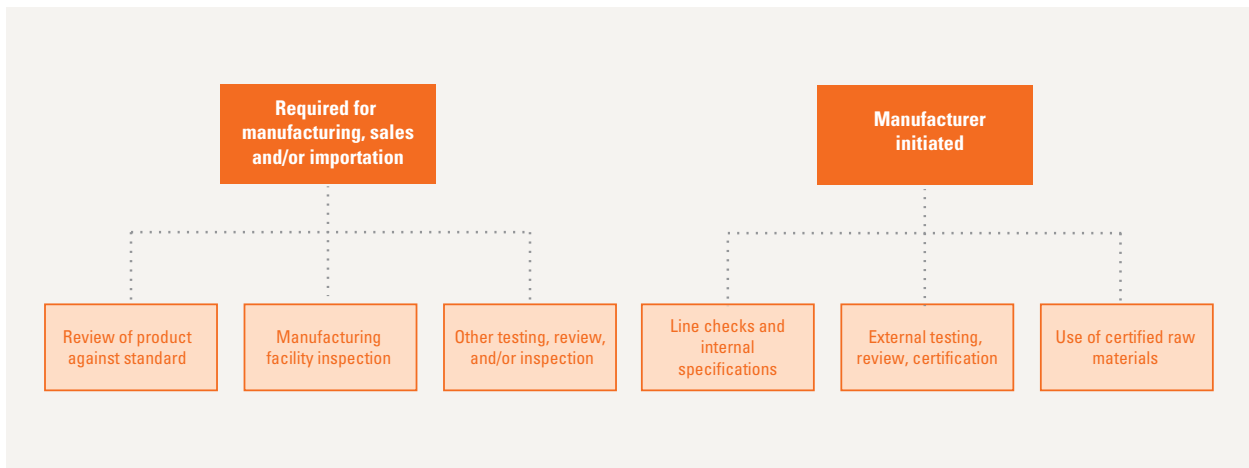 Required for
manufacturing, sales
and/or importation
Manufacturer
initiated
Review of product
against standard
Manufacturing
facility inspection
Other testing, review,
and/or inspection
Line checks and
internal
specifications
External testing,
review, certification
Use of certified raw
materials